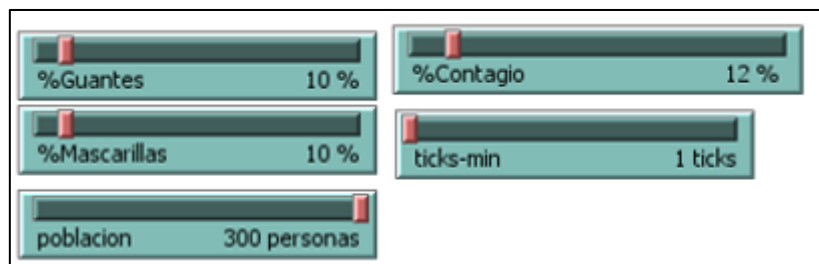 %Guantes 10 %
%Contagio 12 %
%Mascarillas 10 %
ticks-min 1 ticks
poblacion 300 personas